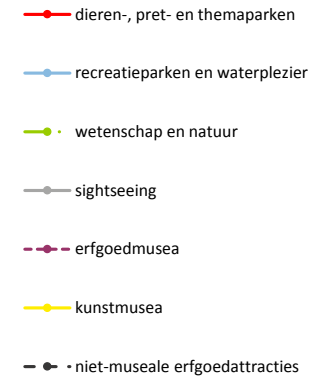 dieren-, pret- en themaparken
recreatieparken en waterplezier
wetenschap en natuur
sightseeing
erfgoedmusea
kunstmusea
niet-museale erfgoedattracties